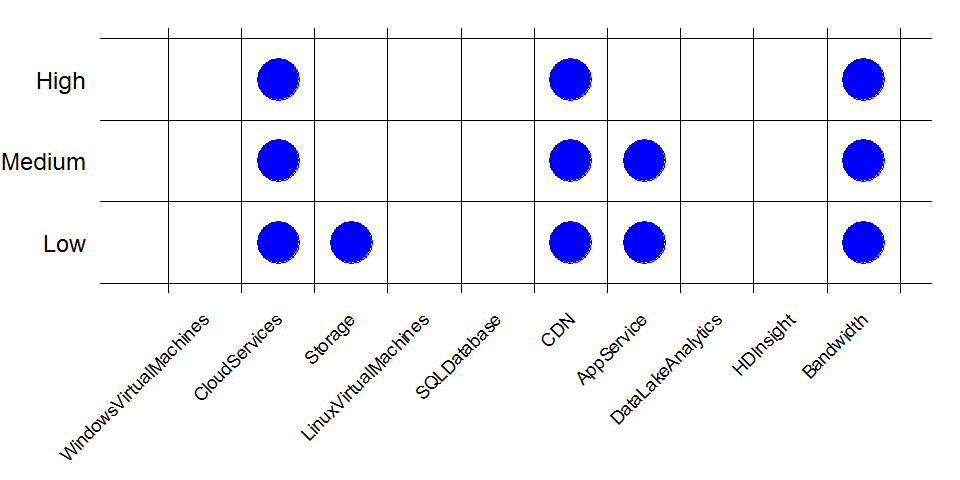 High
Medium
Low
WindowsVirtualMachines
CloudServices
Storage
LinuxVirtualMachines
SQLDatabase
CDN
AppService
DataLakeAnalytics
HDInsight
Bandwidth